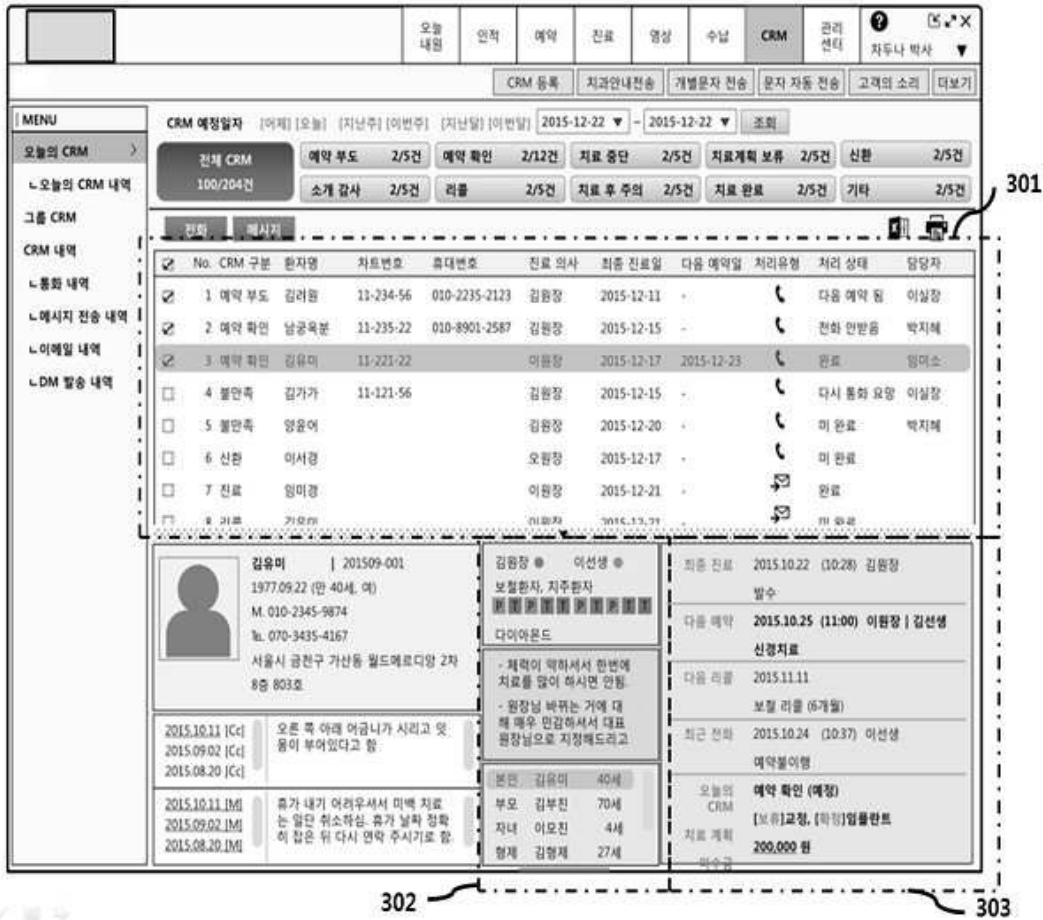 오늘 내원 인적 예약 진료 영상 수납 CRM 관리 센터 ?
차두나 박사 ▼
CRM 등록 치과안내전송 개별문자 전송 문자 자동 전송 고객의 소리 더보기
MENU
오늘의 CRM >
ㄴ오늘의 CRM 내역
그룹 CRM
CRM 내역
ㄴ통화 내역
ㄴ메시지 전송 내역
ㄴ이메일 내역
ㄴDM 발송 내역
CRM 예정일자 [어제] [오늘] [지난주] [이번주] [지난달] [이번달] 2015-12-22 ▼ - 2015-12-22 ▼ 조회
전체 CRM
100/204건
예약 부도 2/5건 예약 확인 2/12건 치료 중단 2/5건 치료계획 보류 2/5건 신환 2/5건
소개 감사 2/5건 리콜 2/5건 치료 후 주의 2/5건 치료 완료 2/5건 기타 2/5건
301
전화 메시지
No. CRM 구분 환자명 차트번호 휴대번호 진료 의사 최종 진료일 다음 예약일 처리유형 처리 상태 담당자
1 예약 부도 김려원 11-234-56 010-2235-2123 김원장 2015-12-11 - 다음 예약 됨 이실장
2 예약 확인 남궁옥분 11-235-22 010-8901-2587 김원장 2015-12-15 - 전화 안받음 박지혜
3 예약 확인 김유미 11-221-22 이원장 2015-12-17 2015-12-23 완료 임미소
4 불만족 김가가 11-121-56 김원장 2015-12-15 - 다시 통화 요망 이실장
5 불만족 양윤어 김원장 2015-12-20 - 미 완료 박지혜
6 신환 이서경 오원장 2015-12-17 - 미 완료
7 진료 임미경 이원장 2015-12-21 - 완료
8 리콜 김유미 이원장 2015-12-21 미 완료
김유미 | 201509-001
1977.09.22 (만 40세, 여)
M. 010-2345-9874
TEL. 070-3435-4167
서울시 금천구 가산동 월드메르디앙 2차
8층 803호
2015.10.11 [Cc]
2015.09.02 [Cc]
2015.08.20 [Cc]
오른 쪽 아래 어금니가 시리고 잇
몸이 부어있다고 함
2015.10.11 [M]
2015.09.02 [M]
2015.08.20 [M]
휴가 내기 어려우셔서 미백 치료
는 일단 취소하심. 휴가 날짜 정확
히 잡은 뒤 다시 연락 주시기로 함.
김원장 이선생
보철환자, 지주환자
P T P T T P T P T T
다이아몬드
- 체력이 약하셔서 한번에
치료를 많이 하시면 안됨.
- 원장님 바뀌는 거에 대
해 매우 민감하셔서 대표
원장님으로 지정해드리고
본인 김유미 40세
부모 김부진 70세
자녀 이모진 4세
형제 김형제 27세
최종 진료 2015.10.22 (10:28) 김원장
발수
다음 예약 2015.10.25 (11:00) 이원장 | 김선생
신경치료
다음 리콜 2015.11.11
보철 리콜 (6개월)
최근 전화 2015.10.24 (10:37) 이선생
예약불이행
오늘의 CRM 예약 확인 (예정)
치료 계획 [보류]교정, [확정]임플란트
미수금 200,000 원
302
303